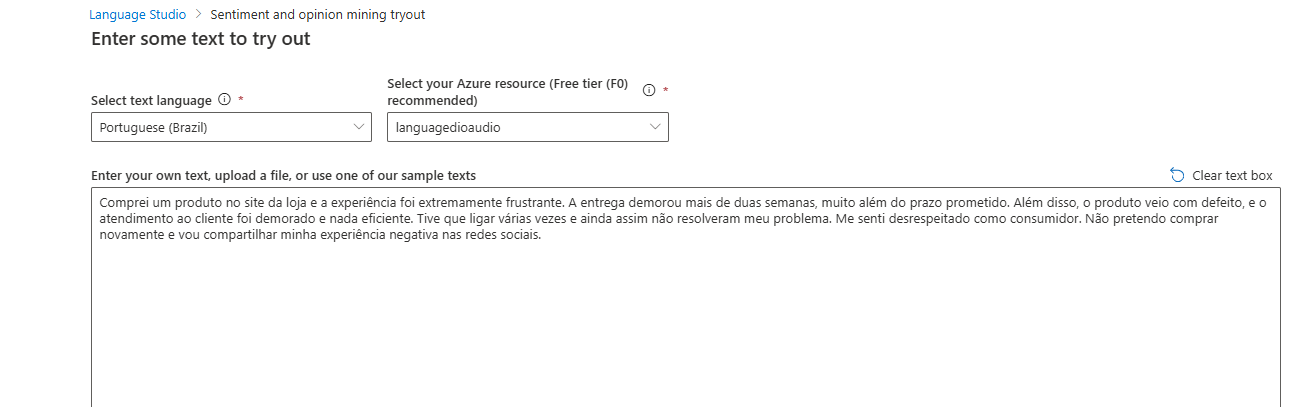 Language Studio > Sentiment and opinion mining tryout
Enter some text to try out
Select text language *
Select your Azure resource (Free tier (F0)
recommended) *
Portuguese (Brazil)
languagedioaudio
Enter your own text, upload a file, or use one of our sample texts
Clear text box
Comprei um produto no site da loja e a experiência foi extremamente frustrante. A entrega demorou mais de duas semanas, muito além do prazo prometido. Além disso, o produto veio com defeito, e o
atendimento ao cliente foi demorado e nada eficiente. Tive que ligar várias vezes e ainda assim não resolveram meu problema. Me senti desrespeitado como consumidor. Não pretendo comprar
novamente e vou compartilhar minha experiência negativa nas redes sociais.